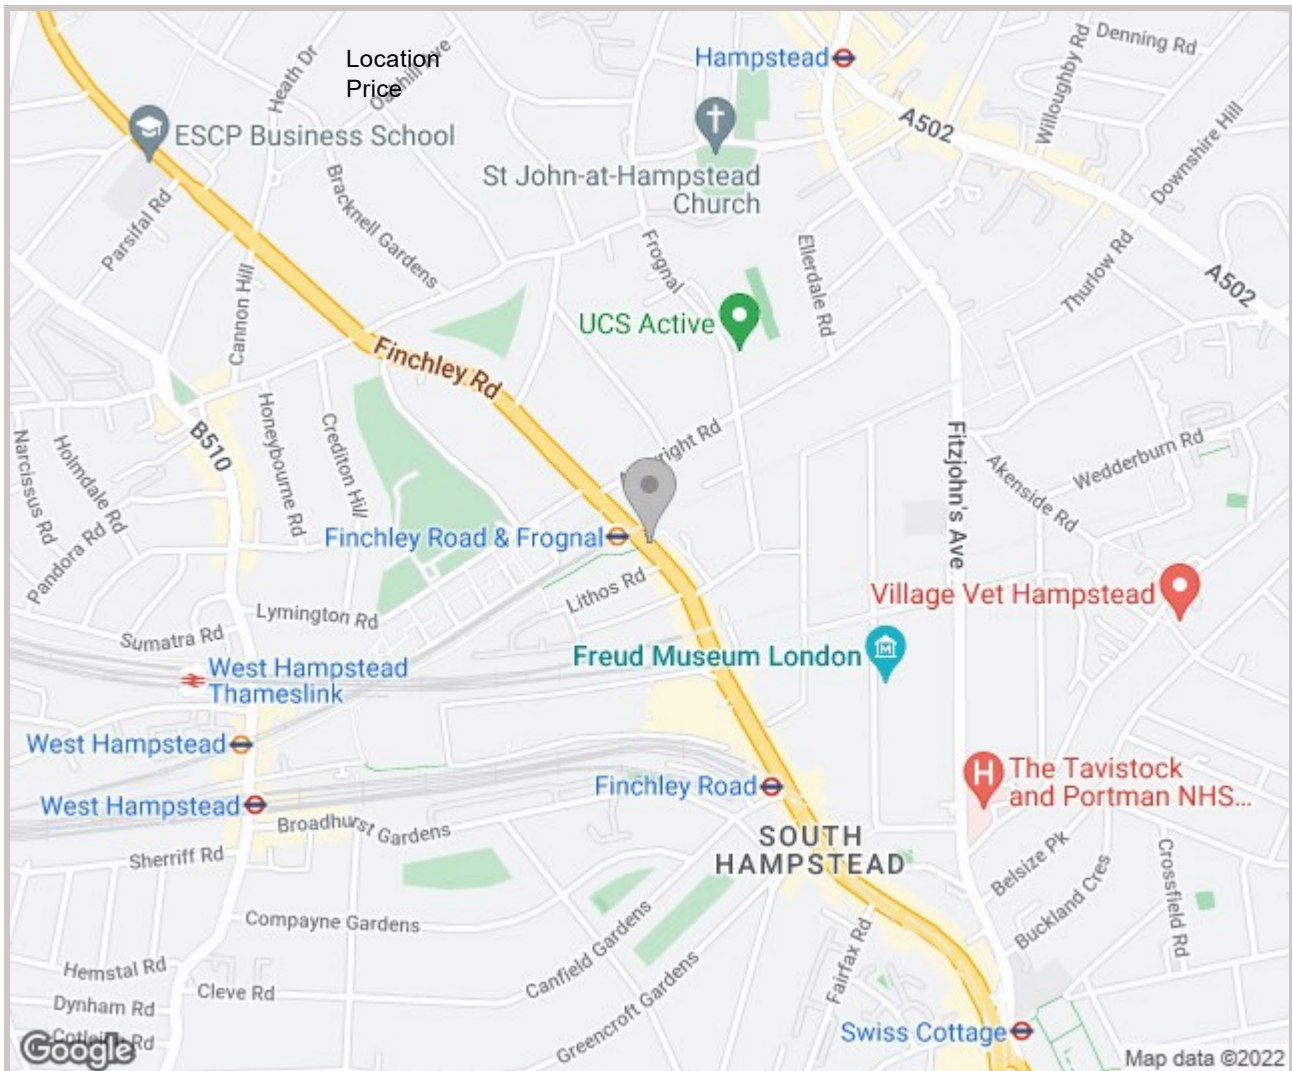 Location
Price
Heath Dr
Hampstead
Denning Rd
Willoughby Rd
A502
Downshire Hill
ESCP Business School
St John-at-Hampstead
Church
Bracknell Gardens
Parsifal Rd
Frognal
Ellerdale Rd
Thurlow Rd
A502
Cannon Hill
UCS Active
Finchley Rd
Fitzjohn's Ave
Honeybourne Rd
Crediton Hill
B510
Narcissus Rd
Holmdale Rd
Pandora Rd
Akenside Rd
Wedderburn Rd
Finchley Road & Frognal
Lithos Rd
Village Vet Hampstead
Lymington Rd
Sumatra Rd
West Hampstead
Thameslink
Freud Museum London
West Hampstead
West Hampstead
Finchley Road
The Tavistock
and Portman NHS...
Broadhurst Gardens
Sherriff Rd
SOUTH
HAMPSTEAD
Belsize Pk
Buckland Cres
Crossfield Rd
Compayne Gardens
Canfield Gardens
Greencroft Gardens
Fairfax Rd
Hemstal Rd
Cleve Rd
Dynham Rd
Swiss Cottage
Google
Map data ©2022